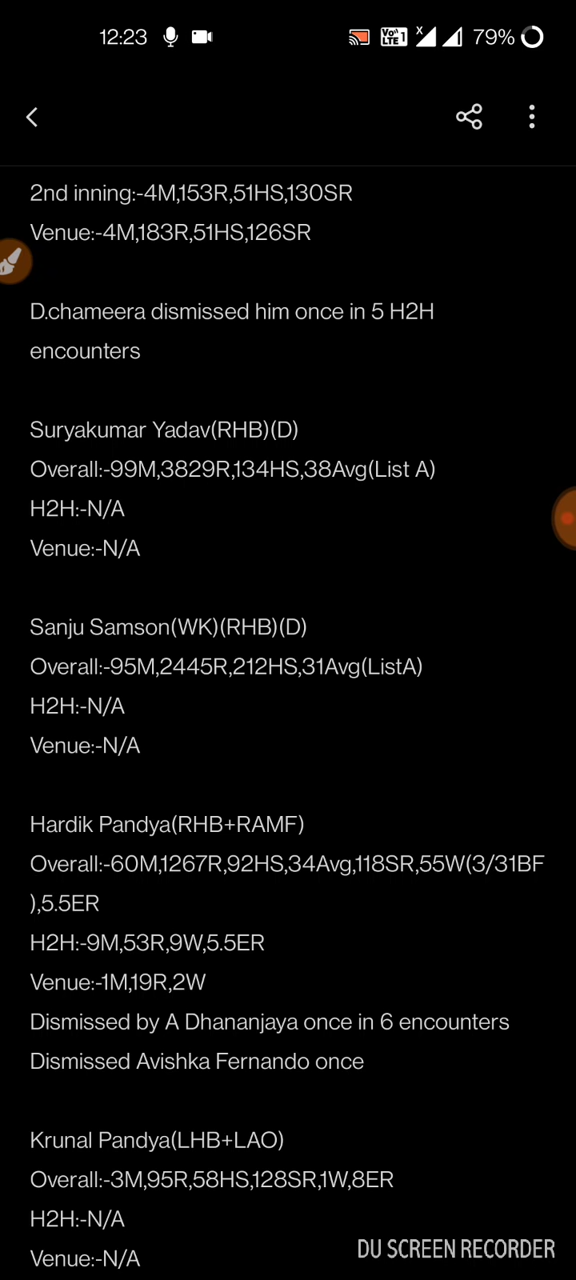 12:23 Vo)) LTE 1 X 79%
2nd inning:-4M,153R,51HS,130SR
Venue:-4M,183R,51HS,126SR
D.chameera dismissed him once in 5 H2H
encounters
Suryakumar Yadav(RHB)(D)
Overall:-99M,3829R,134HS,38Avg(List A)
H2H:-N/A
Venue:-N/A
Sanju Samson(WK)(RHB)(D)
Overall:-95M,2445R,212HS,31Avg(ListA)
H2H:-N/A
Venue:-N/A
Hardik Pandya(RHB+RAMF)
Overall:-60M,1267R,92HS,34Avg,118SR,55W(3/31BF
),5.5ER
H2H:-9M,53R,9W,5.5ER
Venue:-1M,19R,2W
Dismissed by A Dhananjaya once in 6 encounters
Dismissed Avishka Fernando once
Krunal Pandya(LHB+LAO)
Overall:-3M,95R,58HS,128SR,1W,8ER
H2H:-N/A
Venue:-N/A
DU SCREEN RECORDER